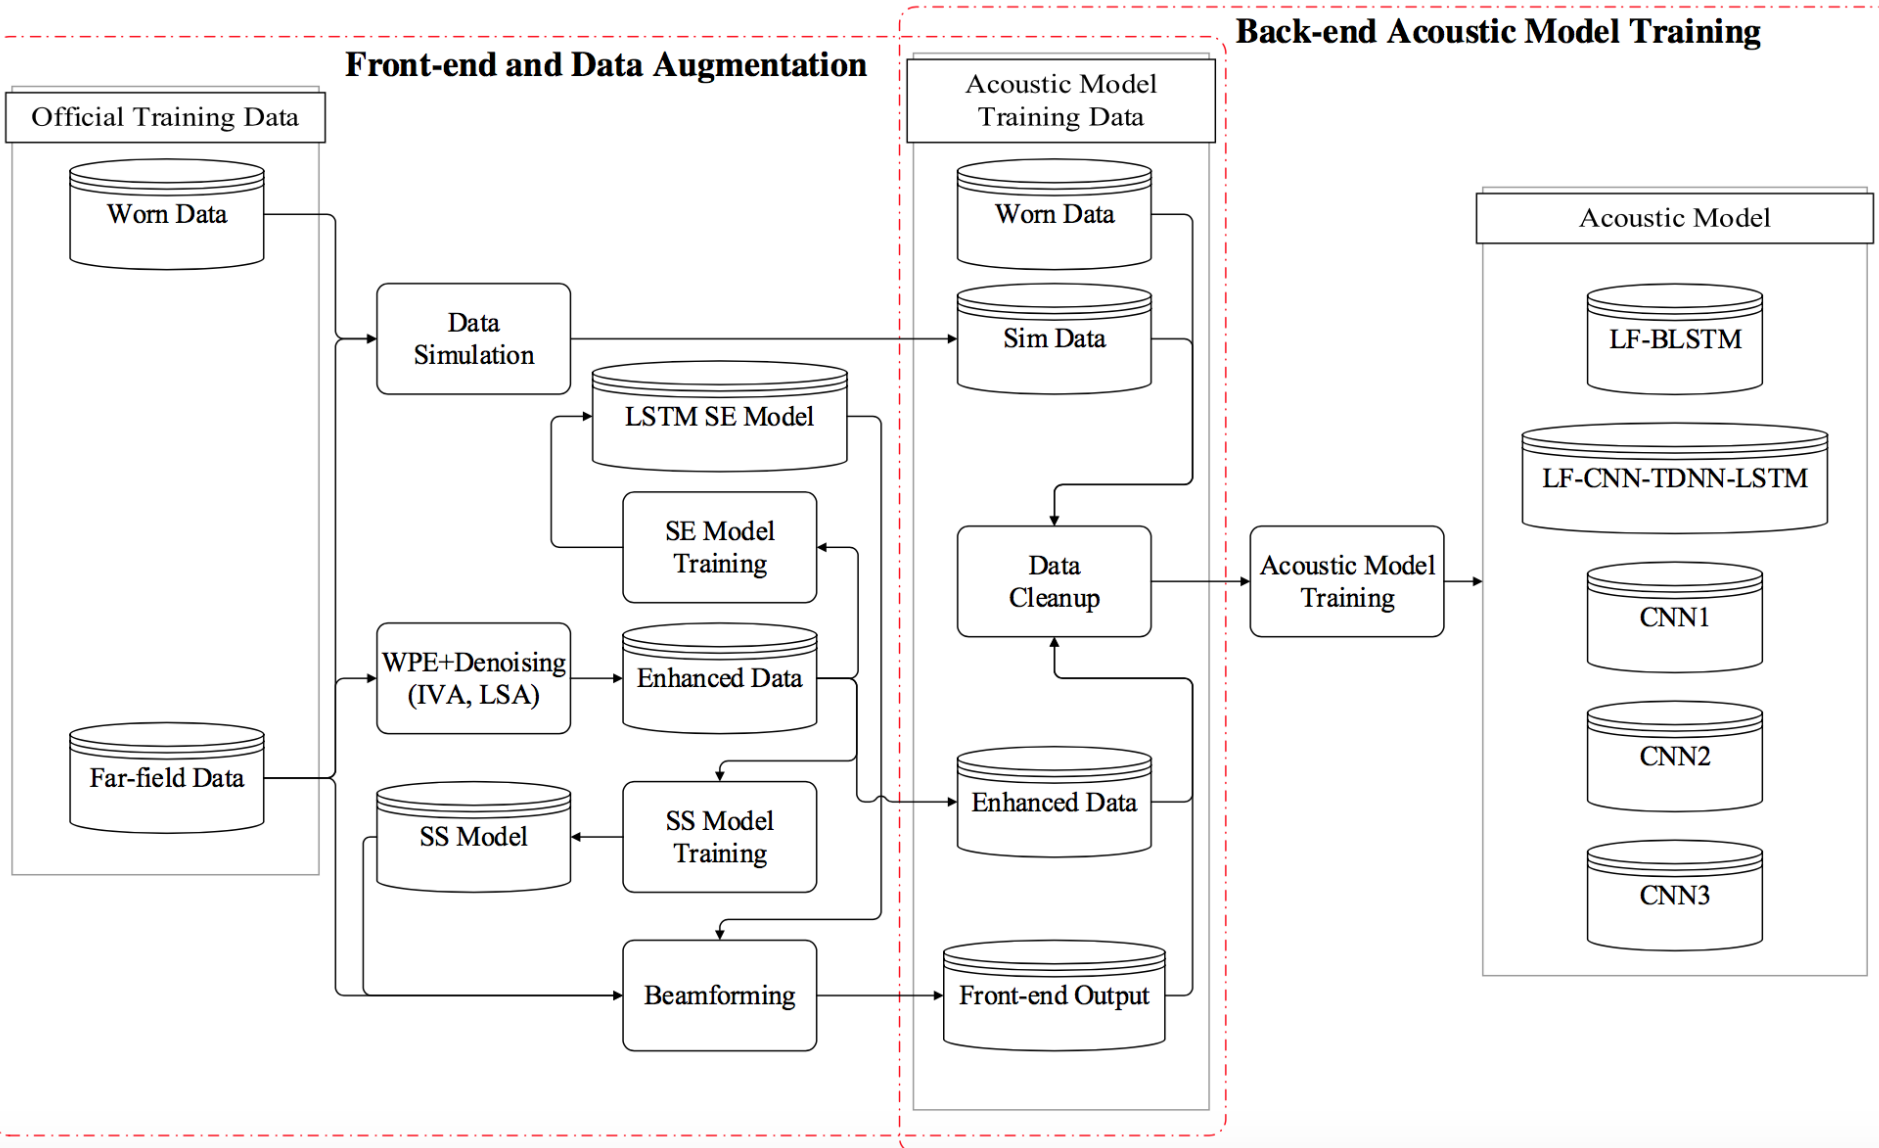 Back-end Acoustic Model Training
Front-end and Data Augmentation
Official Training Data
Worn Data
Far-field Data
Data
Simulation
LSTM SE Model
SE Model
Training
WPE+Denoising
(IVA, LSA)
Enhanced Data
SS Model
SS Model
Training
Beamforming
Acoustic Model
Training Data
Worn Data
Sim Data
Data
Cleanup
Enhanced Data
Front-end Output
Acoustic Model
Training
Acoustic Model
LF-BLSTM
LF-CNN-TDNN-LSTM
CNN1
CNN2
CNN3